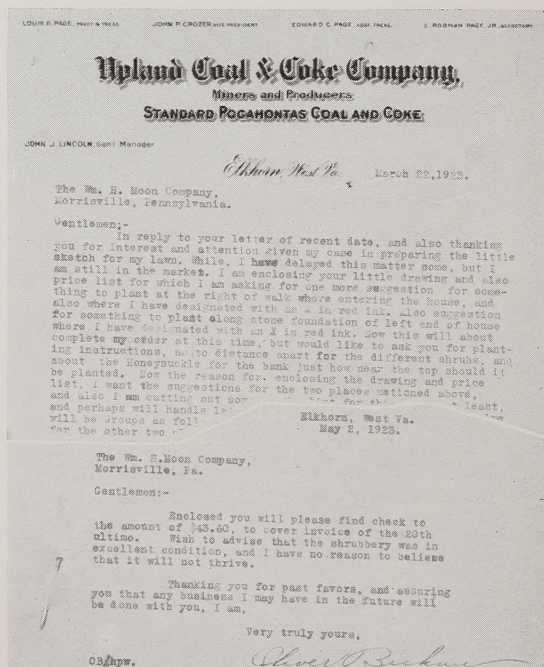 LOUIS R. PAGE, PREST & TREAS. JOHN P. CROZER, VICE PRESIDENT EDWARD C. PAGE, ASST. TREAS. L. RODMAN PAGE, JR., SECRETARY
Upland Coal & Coke Company,
Miners and Producers
STANDARD POCAHONTAS COAL AND COKE
JOHN J. LINCOLN, Genl Manager
Elkhorn, West Va. March 22,1923.
The Wm. H. Moon Company,
Morrisville, Pennsylvania.
Gentlemen;-
In reply to your letter of recent date, and also thanking
you for interest and attention given my case in preparing the little
sketch for my lawn. While, I have delayed this matter some, but I
am still in the market. I am enclosing your little drawing and also
price list for which I am asking for one more suggestion for some-
thing to plant at the right of walk where entering the house, and
also where I have designated with an X in red ink. Also suggestion
for something to plant along stone foundation of left end of house
where I have designated with an X in red ink. Now this will about
complete my order at this time, but would like to ask you for plant-
ing instructions, as to distance apart for the different shrubs, and
about the Honeysuckle for the bank just how near the top should it
be planted. Now the reason for enclosing the drawing and price
list, I want the suggestions for the two places metioned above,
and also I am cutting out least,
and perhaps will handle
will be groups as
for the other two
Elkhorn, West Va.
May 2, 1923.
The Wm. H.Moon Company,
Morrisville, Pa.
Gentlemen:-
Enclosed you will please find check to
the amount of $43.60, to cover invoice of the 20th
ultimo. Wish to advise that the shrubbery was in
excellent condition, and I have no reason to believe
that it will not thrive.
Thanking you for past favors, and assuring
you that any business I may have in the future will
be done with you, I am,
Very truly yours,
OB/hpw. Oliver